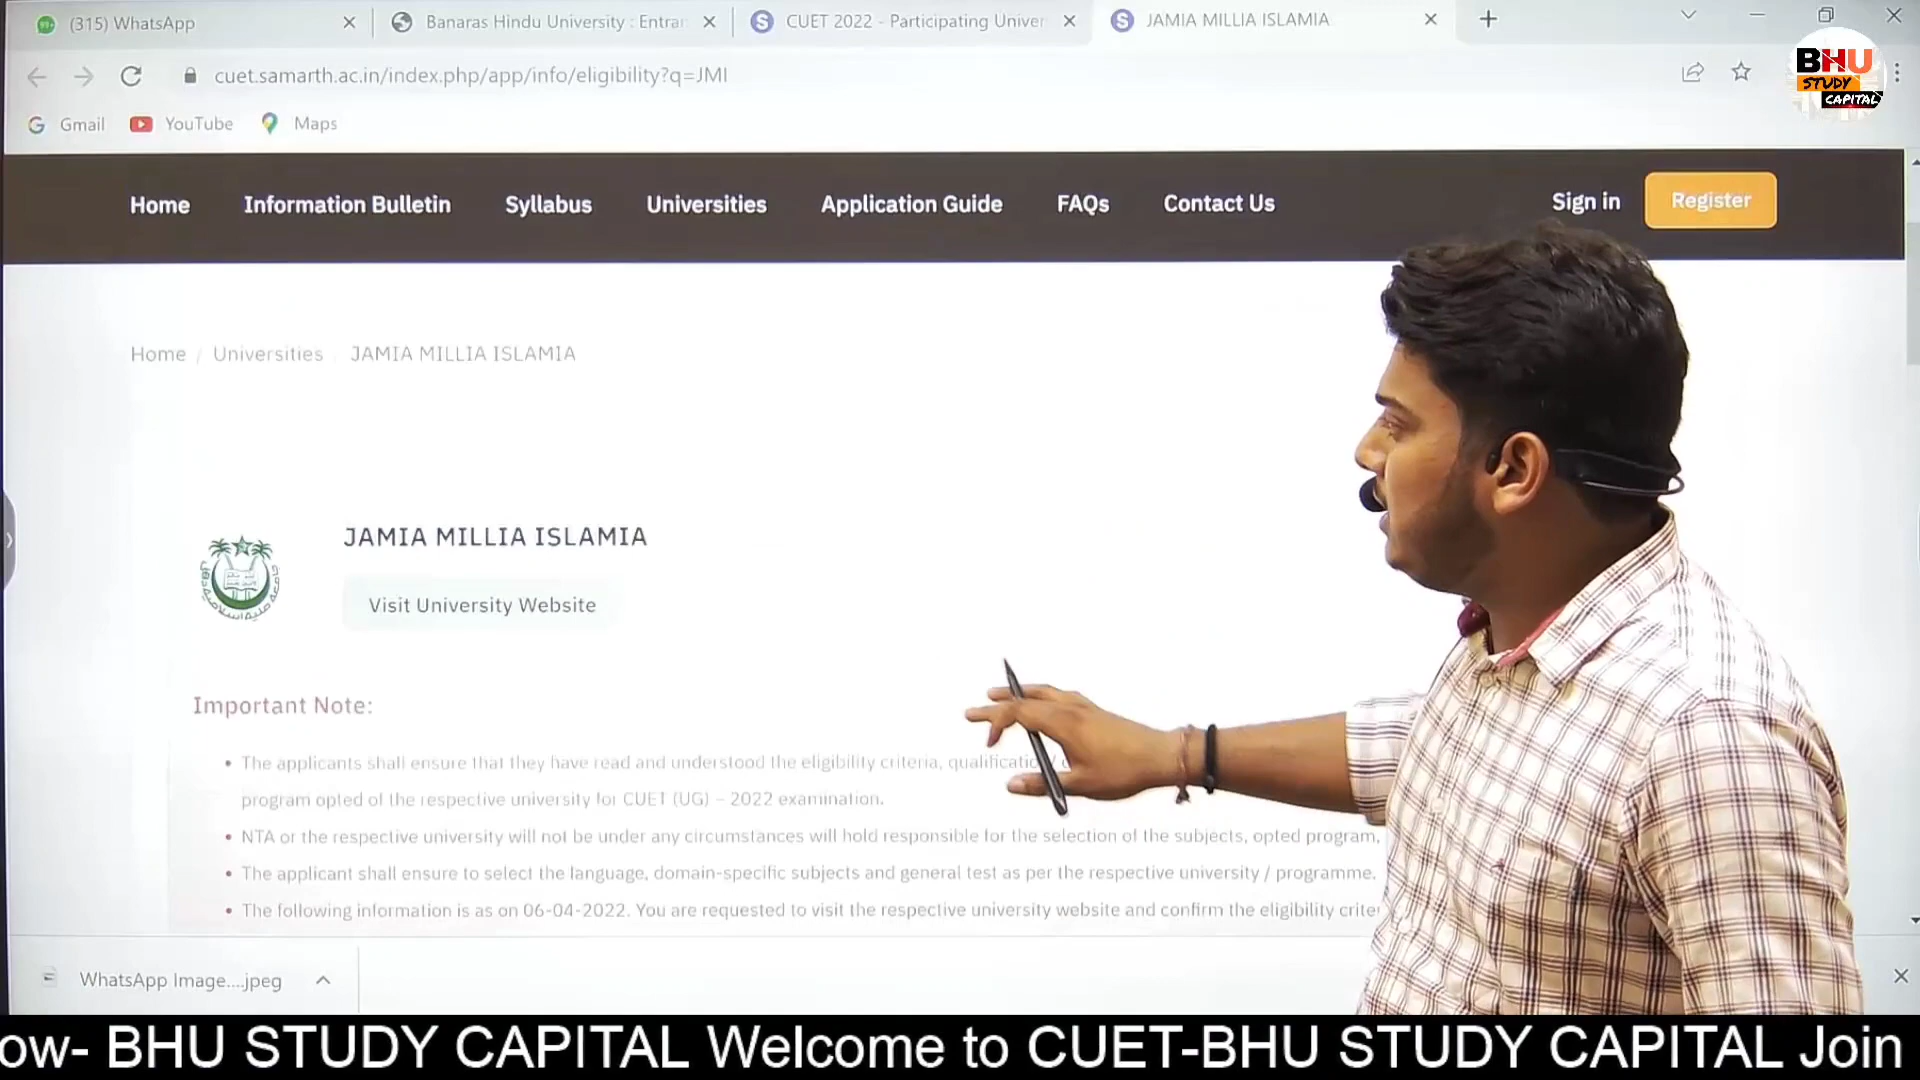 (315) WhatsApp
Banaras Hindu University : Entra
CUET 2022 - Participating Univer
JAMIA MILLIA ISLAMIA
cuet.samarth.ac.in/index.php/app/info/eligibility?q=JMI
BHU
STUDY
CAPITAL
Gmail
YouTube
Maps
Home
Information Bulletin
Syllabus
Universities
Application Guide
FAQs
Contact Us
Sign in
Register
Home / Universities / JAMIA MILLIA ISLAMIA
JAMIA MILLIA ISLAMIA
Visit University Website
Important Note:
• The applicants shall ensure that they have read and understood the eligibility criteria,
program opted of the respective university for CUET (UG) – 2022 examination.
• NTA or the respective university will not be under any circumstances will hold responsible for the selection of the subjects, opted program,
• The applicant shall ensure to select the language, domain-specific subjects and general test as per the respective university / programme.
• The following information is as on 06-04-2022. You are requested to visit the respective university website and confirm the eligibility crite
WhatsApp Image....jpeg
ow- BHU STUDY CAPITAL Welcome to CUET-BHU STUDY CAPITAL Join